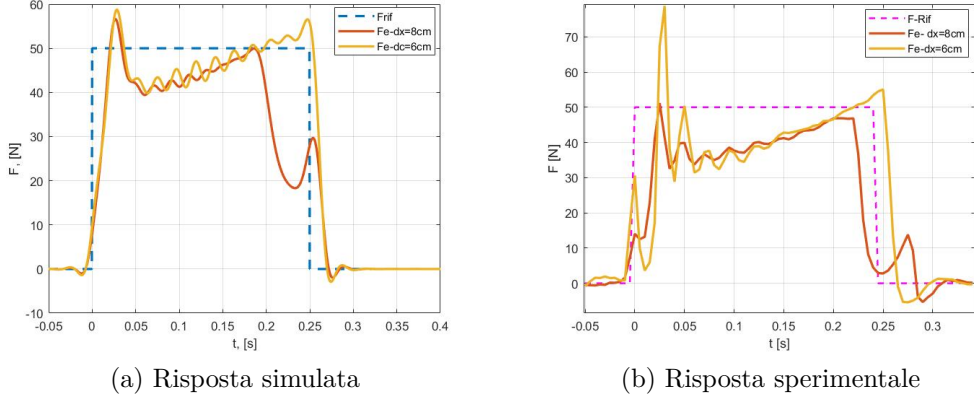 Frif
Fe-dx=8cm
Fe-dc=6cm
60
50
40
30
20
10
0
-10
F, , [N]
-0.05
0
0.05
0.1
0.15
0.2
0.25
0.3
0.35
0.4
t, [s]
(a) Risposta simulata
F-Rif
Fe- dx=8cm
Fe-dx=6cm
70
60
50
40
30
20
10
0
F [N]
-0.05
0
0.05
0.1
0.15
0.2
0.25
0.3
t [s]
(b) Risposta sperimentale